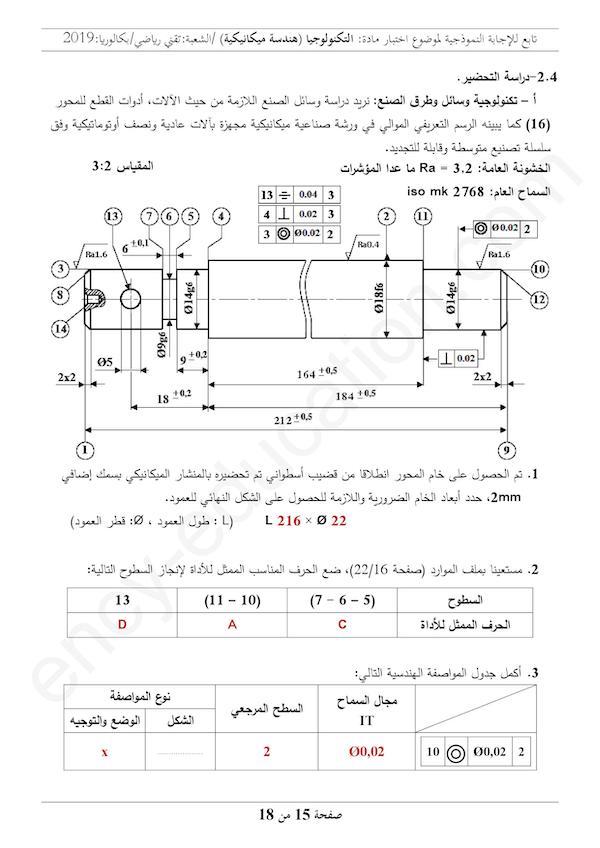 تابع للإجابة النموذجية لموضوع اختبار مادة: التكنولوجيا (هندسة ميكانيكية) /الشعبة:تقني رياضي/بكالوريا:2019
2.4-دراسة التحضير.
أ – تكنولوجية وسائل وطرق الصنع: نريد دراسة وسائل الصنع اللازمة من حيث الآلات، أدوات القطع للمحور
(16) كما يبينه الرسم التعريفي الموالي في ورشة صناعية ميكانيكية مجهزة بآلات عادية ونصف أوتوماتيكية وفق
سلسلة تصنيع متوسطة وقابلة للتجديد.
الخشونة العامة: Ra = 3.2 ما عدا المؤشرات
المقياس 3:2
السماح العام: iso mk 2768
13 ⌯ 0.04 3
4 ⊥ 0.02 3
3 ◎ Ø0.02 2
13 7 6 5 4 2 11
◎ Ø0.02 2
6 ±0,1
Ra1.6 Ra0.4 Ra1.6
3 10
8 12
14
Ø14g6 Ø18f6 Ø14g6
Ø9g6
Ø5
9 +0,2
⊥ 0.02
2x2 2x2
164 ±0,5
18 ±0,2
184 ±0,5
212 ±0,5
1 9
1. تم الحصول على خام المحور انطلاقا من قضيب أسطواني تم تحضيره بالمنشار الميكانيكي بسمك إضافي
2mm، حدد أبعاد الخام الضرورية واللازمة للحصول على الشكل النهائي للعمود.
L 216 × Ø 22 (L : طول العمود ، Ø: قطر العمود)
2. مستعينا بملف الموارد (صفحة 22/16)، ضع الحرف المناسب الممثل للأداة لإنجاز السطوح التالية:
السطوح (7 – 6 – 5) (11 – 10) 13
الحرف الممثل للأداة C A D
3. أكمل جدول المواصفة الهندسية التالي:
مجال السماح IT السطح المرجعي نوع المواصفة
الشكل الوضع والتوجيه
10 ◎ Ø0,02 2 Ø0,02 2 .............. x
صفحة 15 من 18
ency-education.com